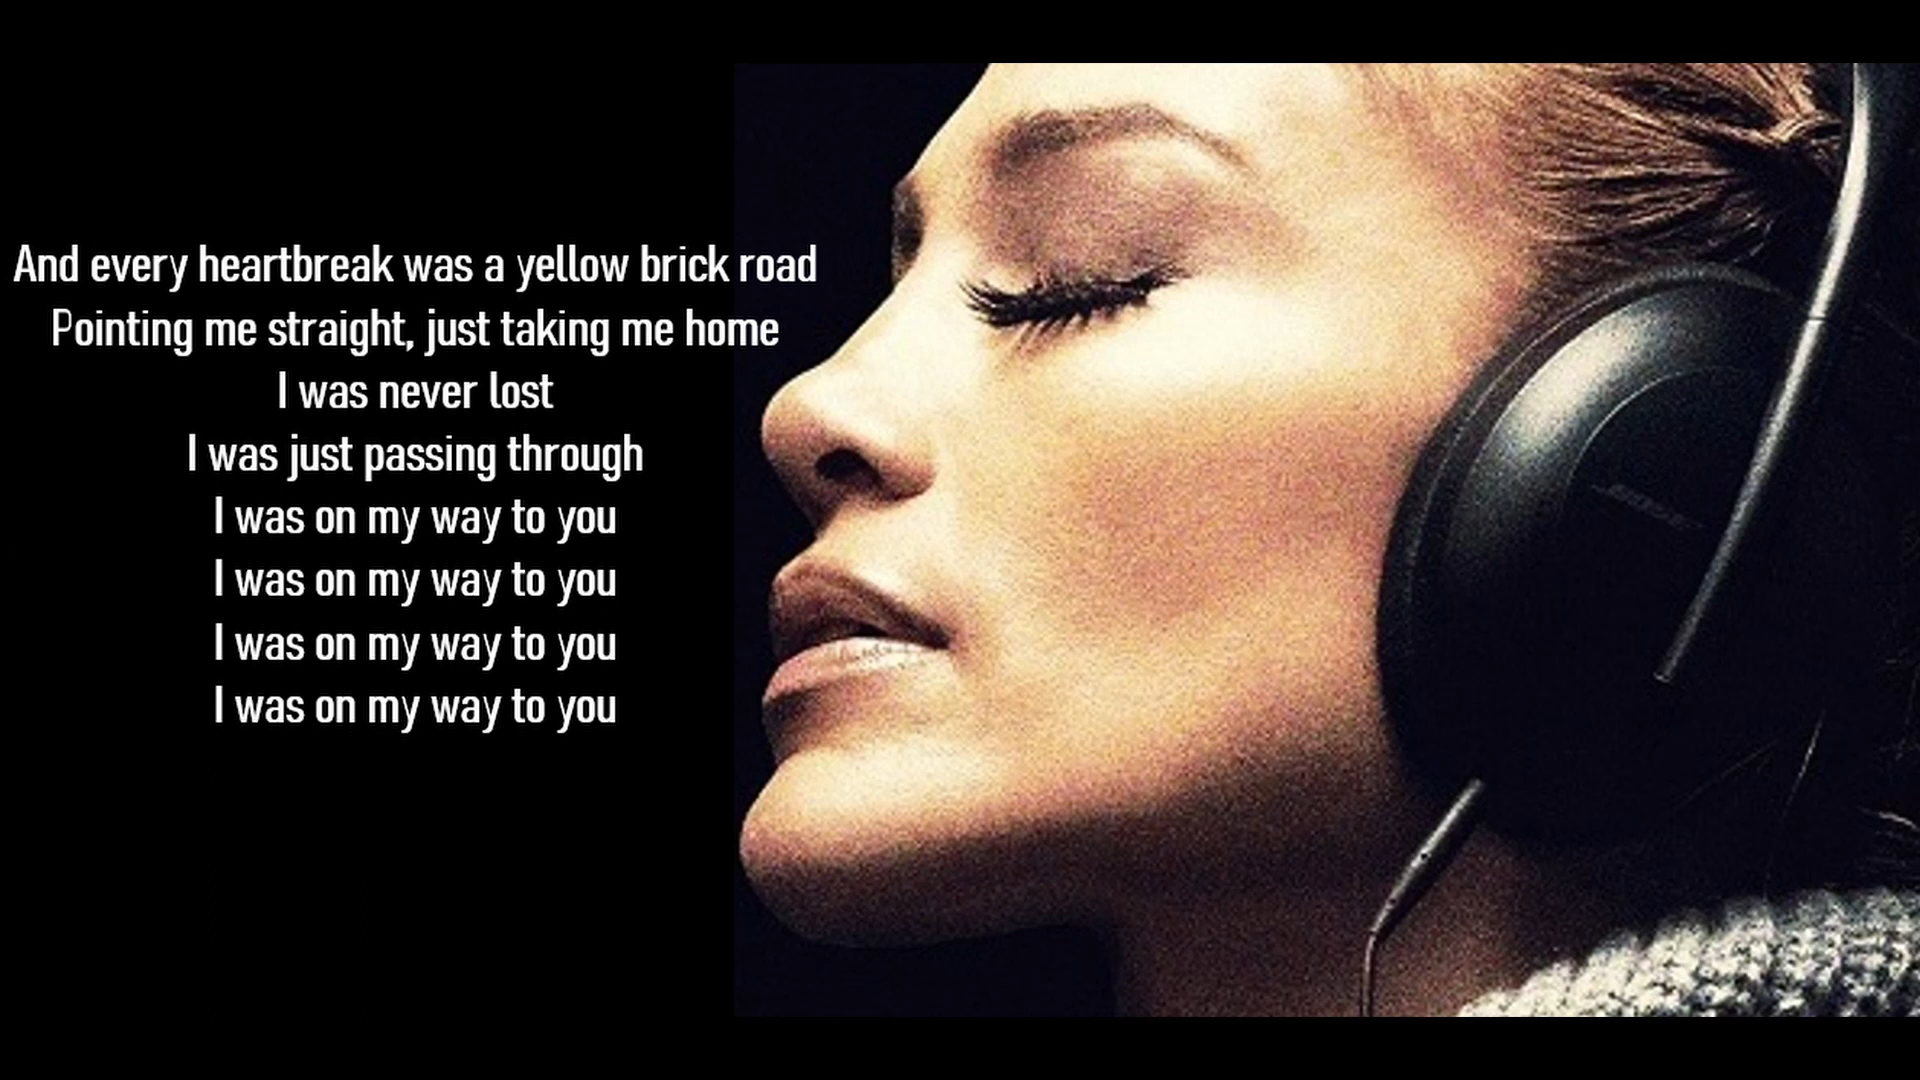 And every heartbreak was a yellow brick road
Pointing me straight, just taking me home
I was never lost
I was just passing through
I was on my way to you
I was on my way to you
I was on my way to you
I was on my way to you